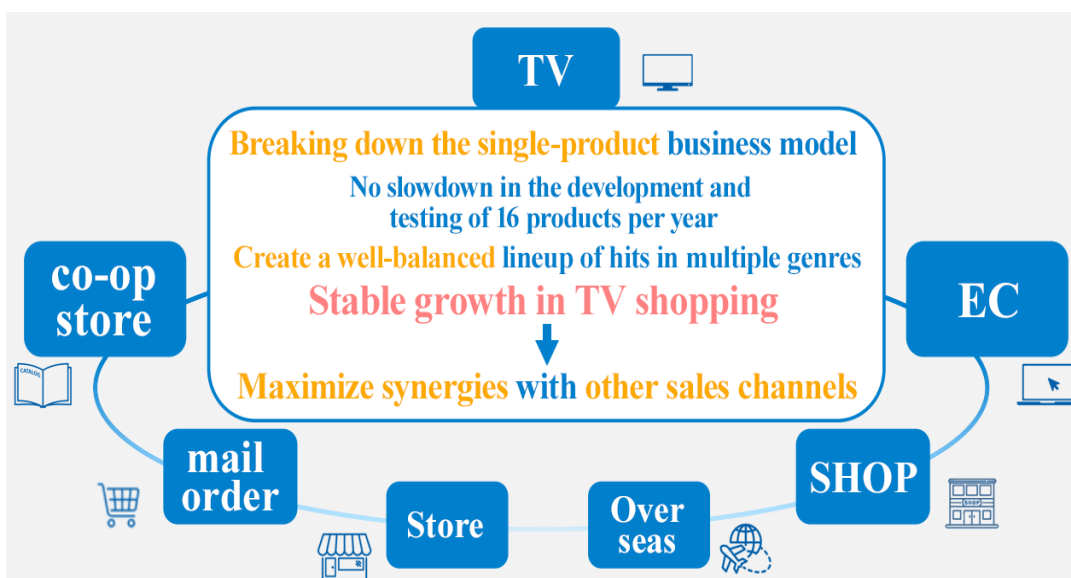 TV
Breaking down the single-product business model
No slowdown in the development and
testing of 16 products per year
Create a well-balanced lineup of hits in multiple genres
Stable growth in TV shopping
Maximize synergies with other sales channels
co-op
store
EC
CATALOG
mail
order
Store
Over
seas
SHOP
SHOP